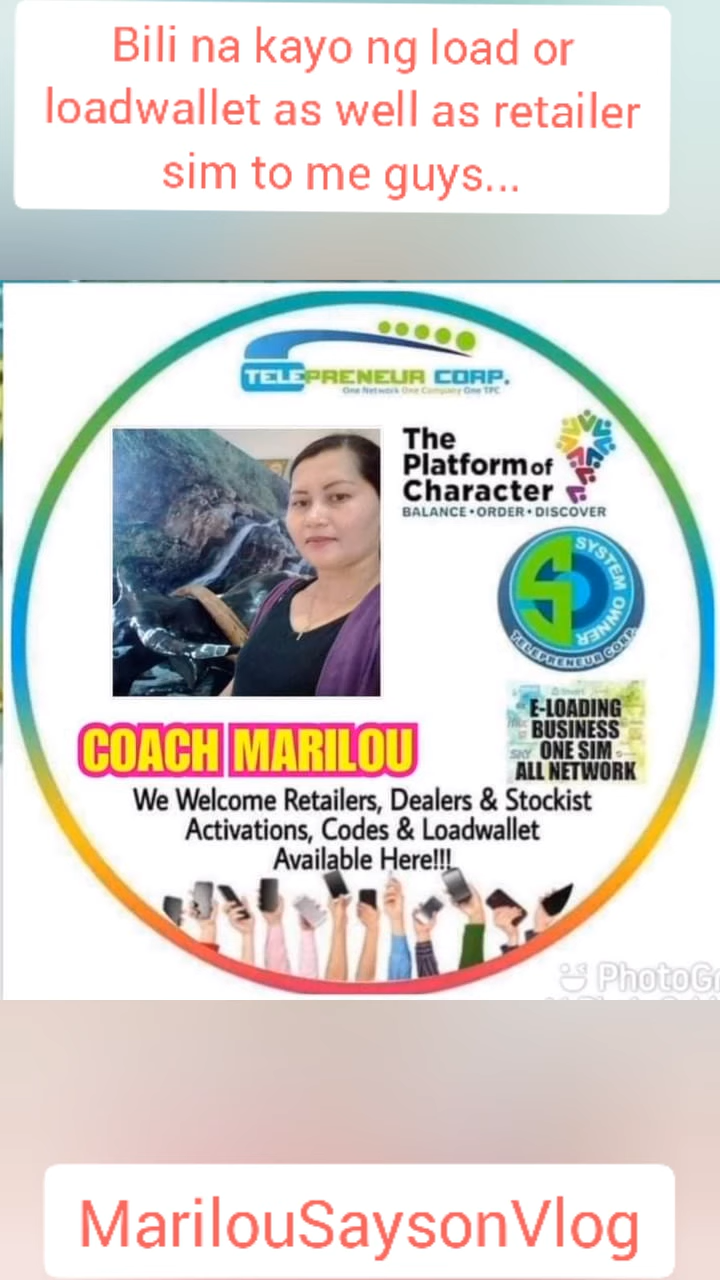 Bili na kayo ng load or
loadwallet as well as retailer
sim to me guys...
TELEPRENEUR CORP.
One Network One Company One TPC
The
Platform of
Character
BALANCE • ORDER • DISCOVER
SYSTEM OWNER
TELEPRENEUR CORP.
E-LOADING
BUSINESS
SKY ONE SIM
ALL NETWORK
COACH MARILOU
We Welcome Retailers, Dealers & Stockist
Activations, Codes & Loadwallet
Available Here!!!
PhotoGr
MarilouSaysonVlog